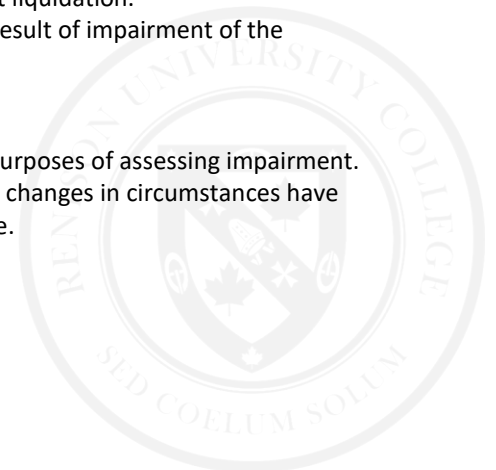 t liquidation.
esult of impairment of the
urposes of assessing impairment.
changes in circumstances have
e.
RENISON UNIVERSITY COLLEGE
SED COELUM SOLUM